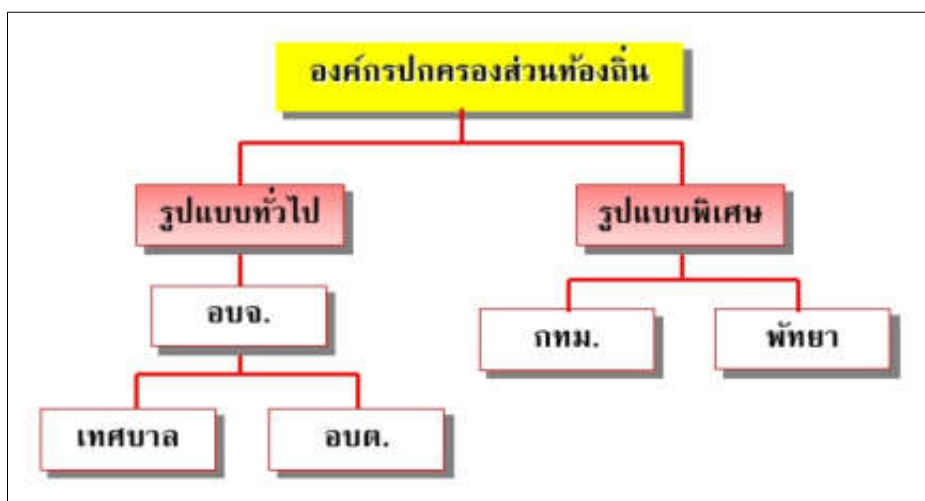 องค์กรปกครองส่วนท้องถิ่น
รูปแบบทั่วไป
รูปแบบพิเศษ
อบจ.
กทม.
พัทยา
เทศบาล
อบต.